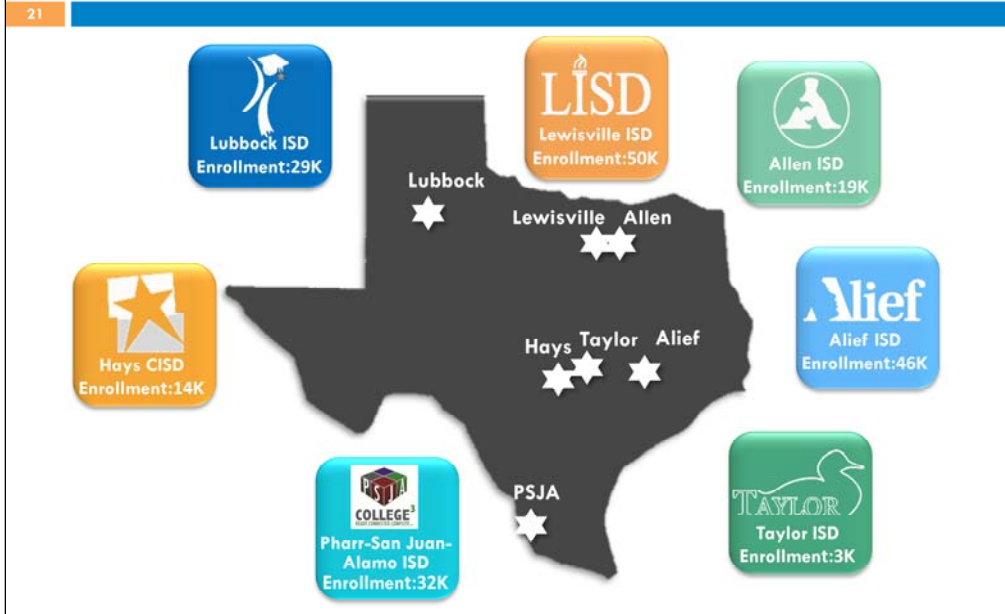 21
Lubbock ISD
Enrollment:29K
LISD
Lewisville ISD
Enrollment:50K
Allen ISD
Enrollment:19K
Lubbock
Lewisville Allen
Hays CISD
Enrollment:14K
Alief
Alief ISD
Enrollment:46K
Hays Taylor Alief
PSJA
COLLEGE³
Pharr-San Juan-
Alamo ISD
Enrollment:32K
PSJA
TAYLOR
Taylor ISD
Enrollment:3K